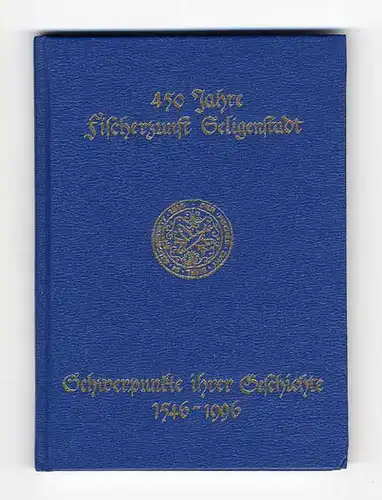 450 Jahre
Fischerzunft Seligenstadt
Schwerpunkte ihrer Geschichte
1546-1996